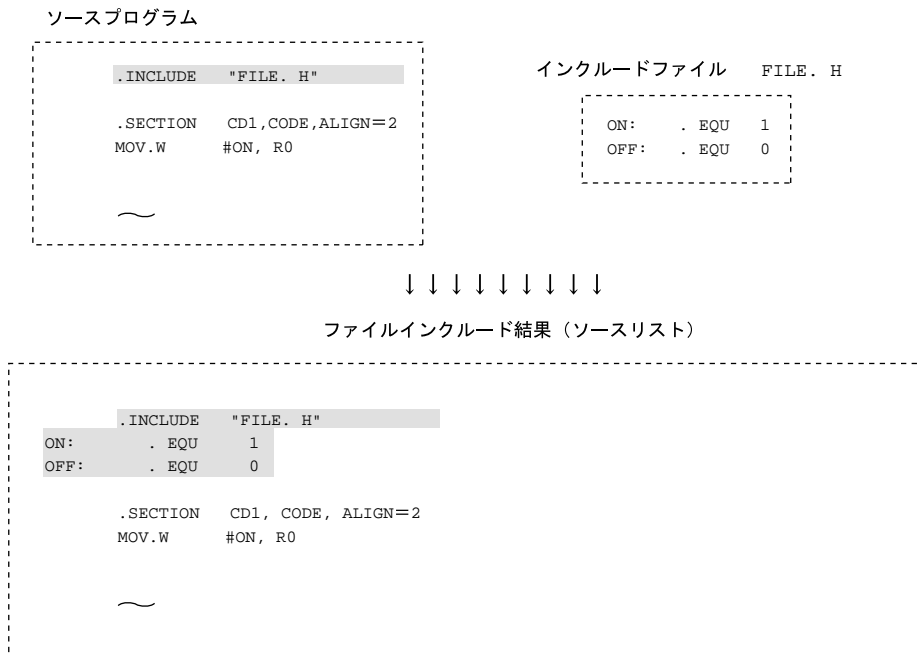 ソースプログラム
.INCLUDE "FILE. H"
.SECTION CD1,CODE,ALIGN＝2
MOV.W #ON, R0
～
インクルードファイル FILE. H
ON: . EQU 1
OFF: . EQU 0
↓↓↓↓↓↓↓↓↓
ファイルインクルード結果（ソースリスト）
.INCLUDE "FILE. H"
ON: . EQU 1
OFF: . EQU 0
.SECTION CD1, CODE, ALIGN＝2
MOV.W #ON, R0
～